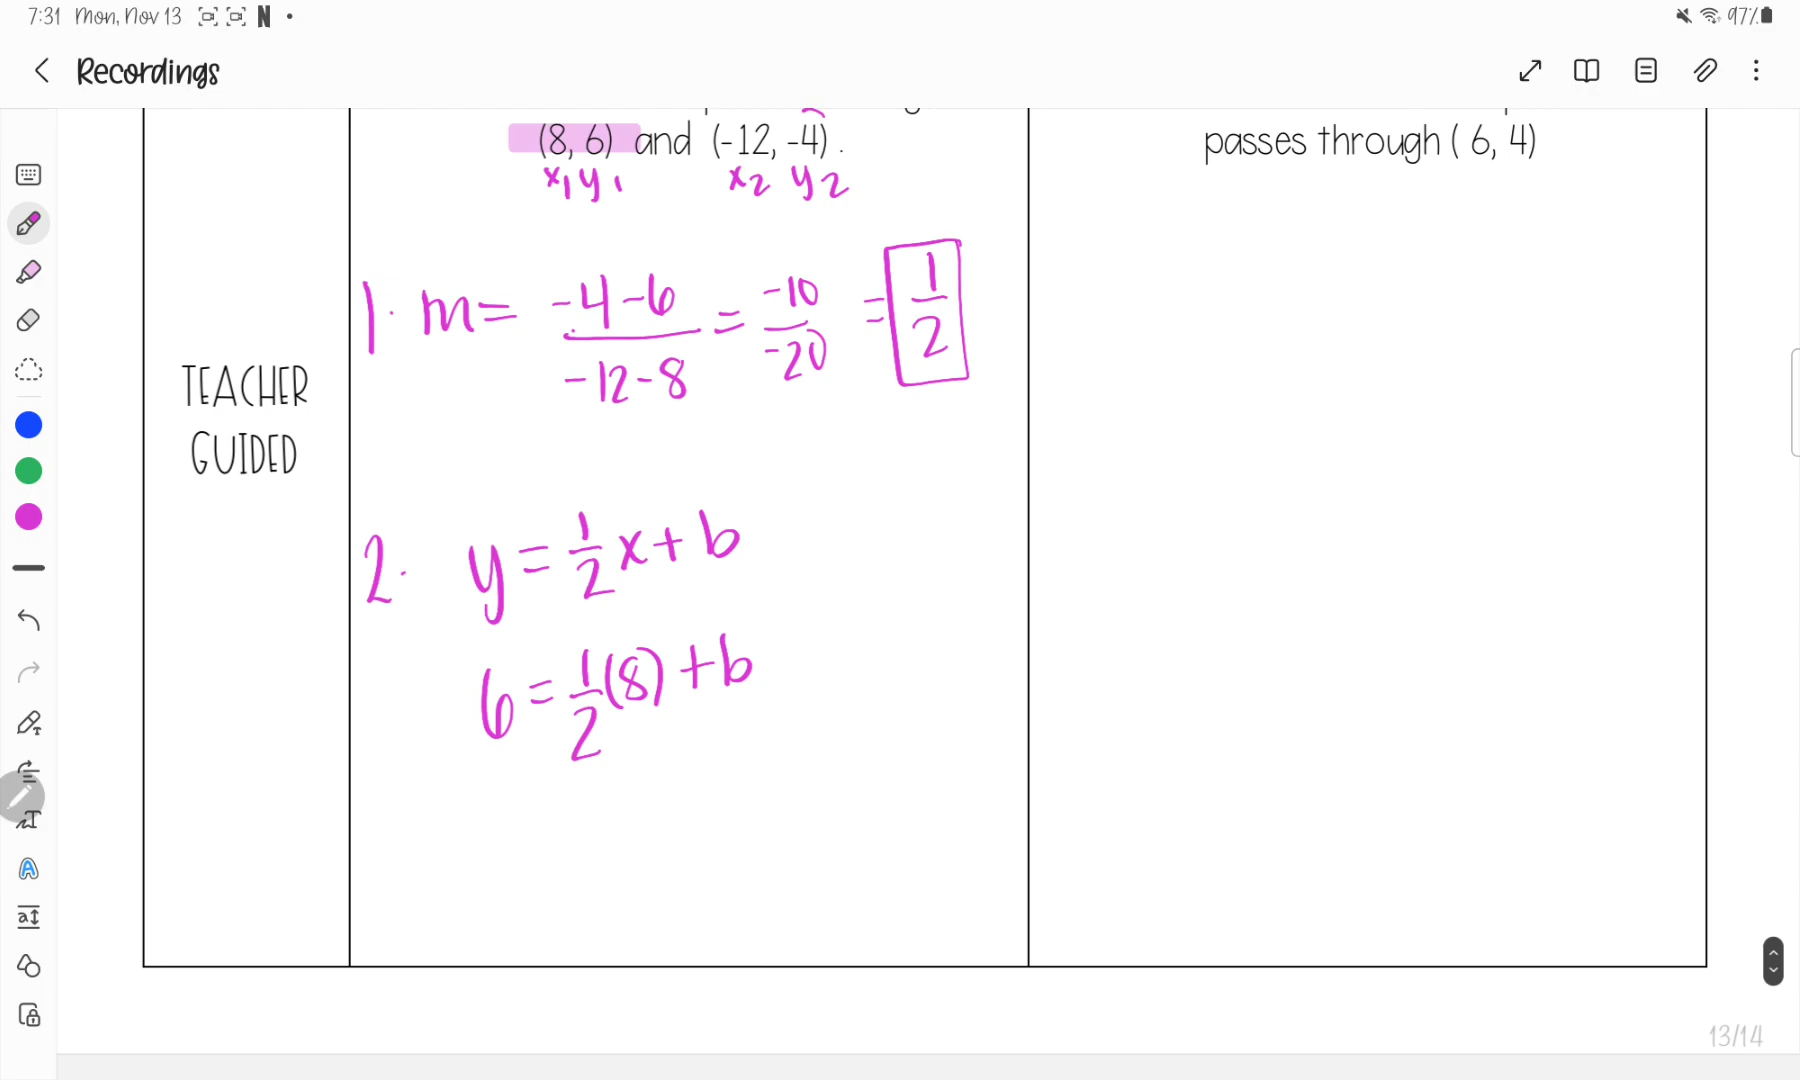 7:31 Mon, Nov 13 N •
97%
Recordings
(8, 6) and (-12, -4) .
x1 y1 x2 y2
passes through ( 6, 4)
1. m = -4-6 / -12-8 = -10 / -20 = 1/2
TEACHER
GUIDED
2. y = 1/2 x + b
6 = 1/2 (8) + b
13/14